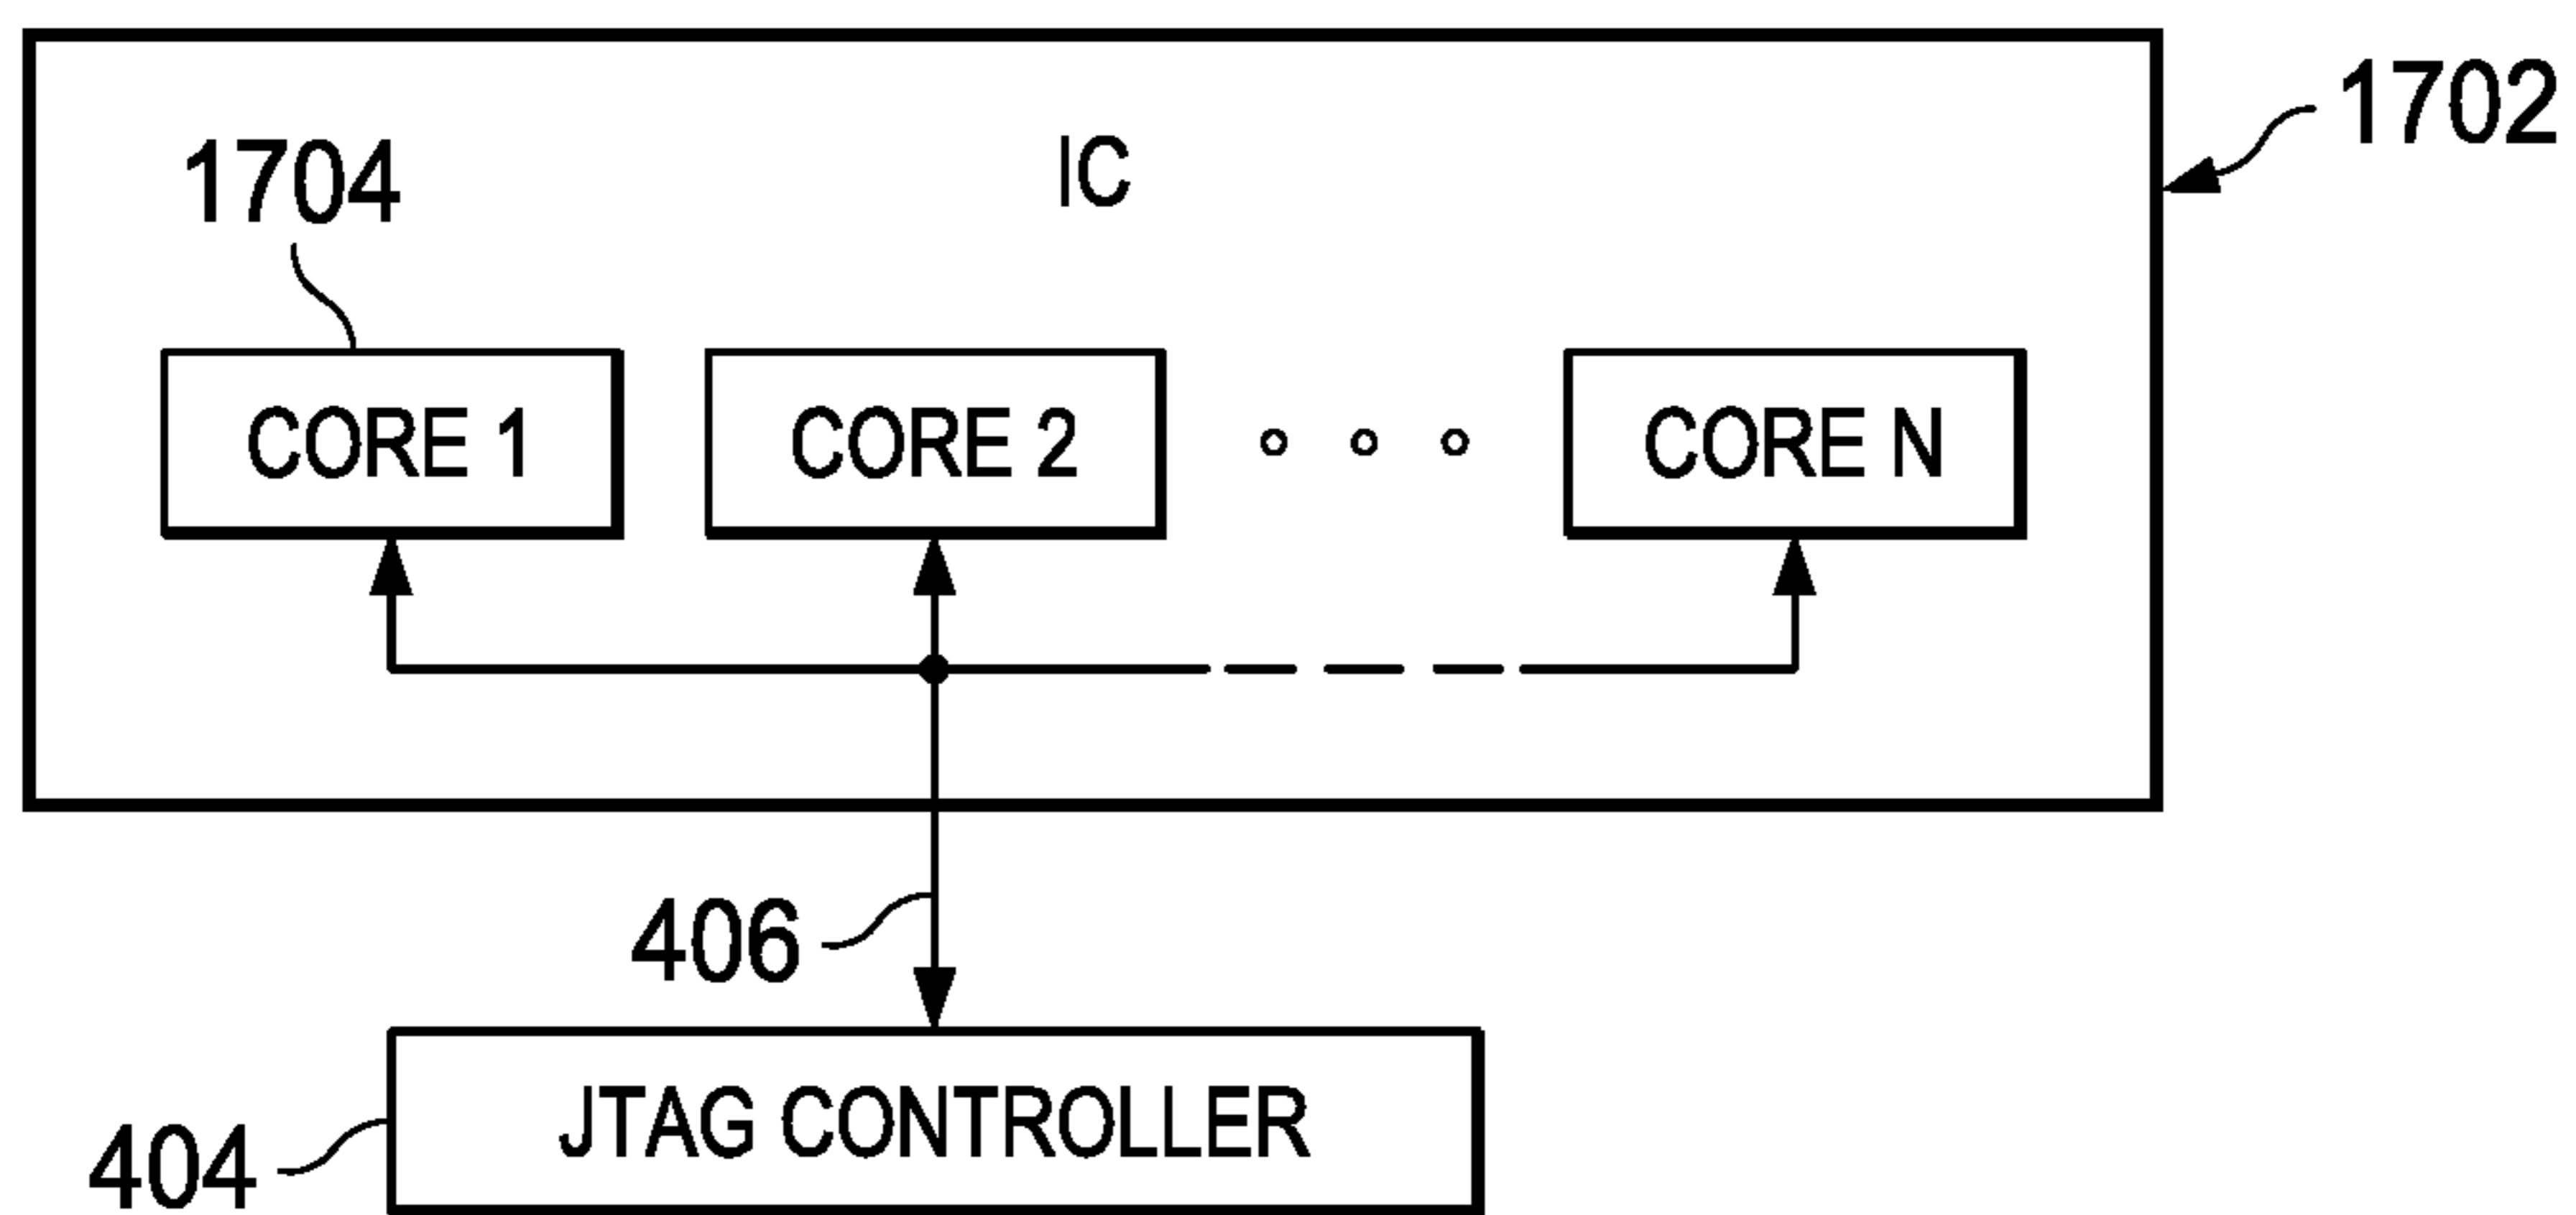 1702
IC
1704
CORE 1
CORE 2
CORE N
406
JTAG CONTROLLER
404